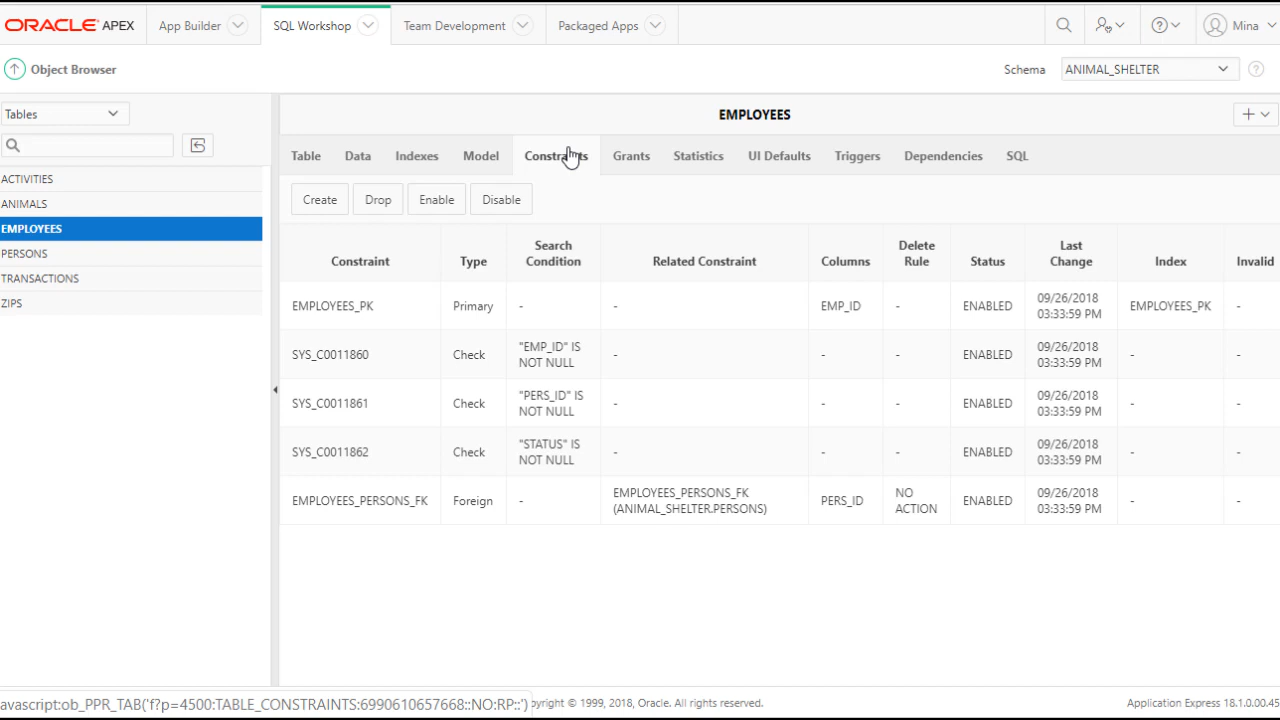 ORACLE APEX App Builder SQL Workshop Team Development Packaged Apps Mina
Object Browser Schema ANIMAL_SHELTER
Tables
EMPLOYEES
Table Data Indexes Model Constraints Grants Statistics UI Defaults Triggers Dependencies SQL
ACTIVITIES
ANIMALS
EMPLOYEES
PERSONS
TRANSACTIONS
ZIPS
Create Drop Enable Disable
Constraint Type Search Condition Related Constraint Columns Delete Rule Status Last Change Index Invalid
EMPLOYEES_PK Primary - - EMP_ID - ENABLED 09/26/2018 03:33:59 PM EMPLOYEES_PK -
SYS_C0011860 Check "EMP_ID" IS NOT NULL - - - ENABLED 09/26/2018 03:33:59 PM - -
SYS_C0011861 Check "PERS_ID" IS NOT NULL - - - ENABLED 09/26/2018 03:33:59 PM - -
SYS_C0011862 Check "STATUS" IS NOT NULL - - - ENABLED 09/26/2018 03:33:59 PM - -
EMPLOYEES_PERSONS_FK Foreign - EMPLOYEES_PERSONS_FK (ANIMAL_SHELTER.PERSONS) PERS_ID NO ACTION ENABLED 09/26/2018 03:33:59 PM - -
avascript:ob_PPR_TAB('f?p=4500:TABLE_CONSTRAINTS:6990610657668::NO:RP::') pyright © 1999, 2018, Oracle. All rights reserved. Application Express 18.1.0.00.45